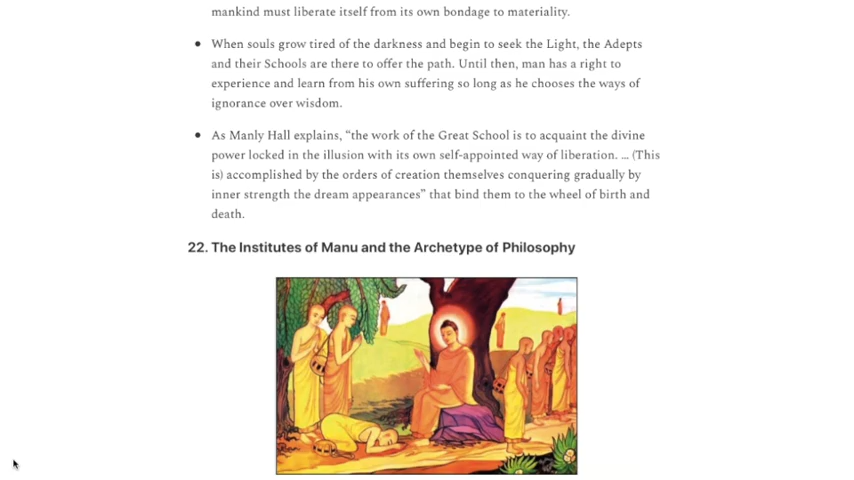 mankind must liberate itself from its own bondage to materiality.
• When souls grow tired of the darkness and begin to seek the Light, the Adepts
and their Schools are there to offer the path. Until then, man has a right to
experience and learn from his own suffering so long as he chooses the ways of
ignorance over wisdom.
• As Manly Hall explains, “the work of the Great School is to acquaint the divine
power locked in the illusion with its own self-appointed way of liberation. ... (This
is) accomplished by the orders of creation themselves conquering gradually by
inner strength the dream appearances” that bind them to the wheel of birth and
death.
22. The Institutes of Manu and the Archetype of Philosophy